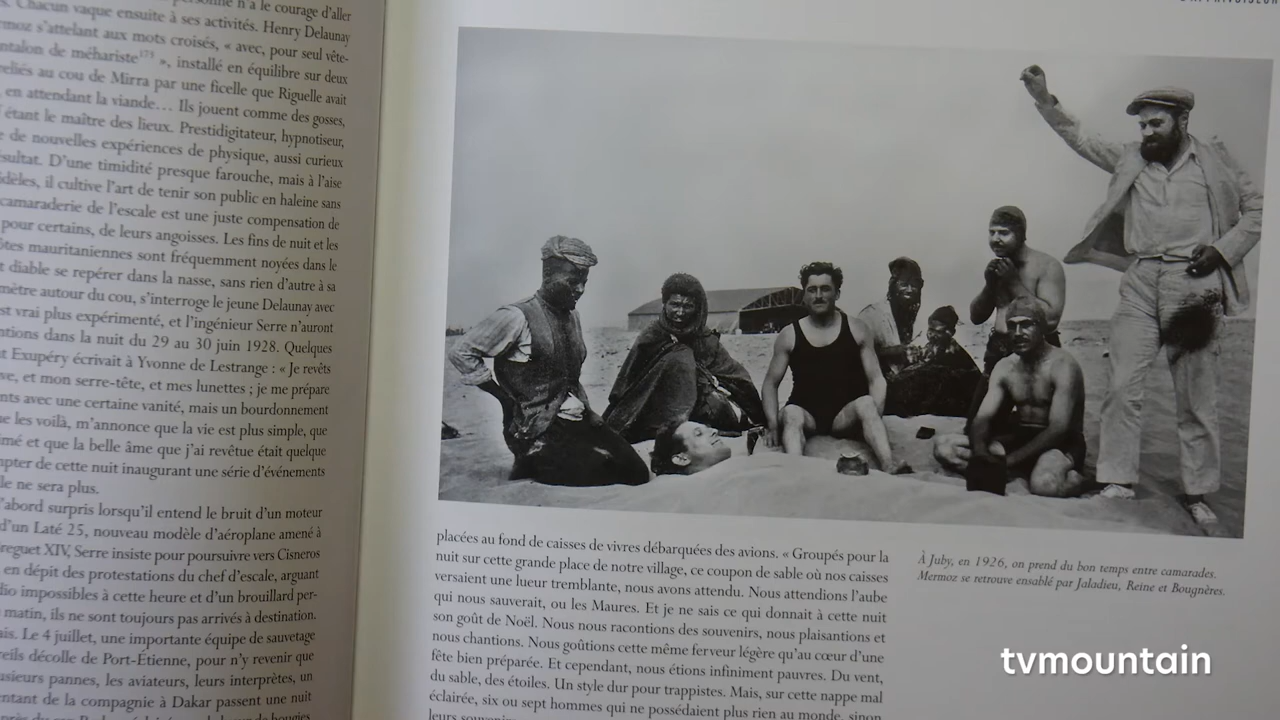 personne n'a le courage d'aller
Chacun vaque ensuite à ses activités. Henry Delaunay
s'attelant aux mots croisés, « avec, pour seul vête-
de méhariste¹⁷⁵ », installé en équilibre sur deux
au cou de Mirra par une ficelle que Riguelle avait
en attendant la viande… Ils jouent comme des gosses,
étant le maître des lieux. Prestidigitateur, hypnotiseur,
de nouvelles expériences de physique, aussi curieux
D'une timidité presque farouche, mais à l'aise
il cultive l'art de tenir son public en haleine sans
camaraderie de l'escale est une juste compensation de
pour certains, de leurs angoisses. Les fins de nuit et les
mauritaniennes sont fréquemment noyées dans le
diable se repérer dans la nasse, sans rien d'autre à sa
autour du cou, s'interroge le jeune Delaunay avec
vrai plus expérimenté, et l'ingénieur Serre n'auront
dans la nuit du 29 au 30 juin 1928. Quelques
Exupéry écrivait à Yvonne de Lestrange : « Je revêts
et mon serre-tête, et mes lunettes ; je me prépare
avec une certaine vanité, mais un bourdonnement
les voilà, m'annonce que la vie est plus simple, que
et que la belle âme que j'ai revêtue était quelque
de cette nuit inaugurant une série d'événements
le ne sera plus.
d'abord surpris lorsqu'il entend le bruit d'un moteur
d'un Laté 25, nouveau modèle d'aéroplane amené à
XIV, Serre insiste pour poursuivre vers Cisneros
en dépit des protestations du chef d'escale, arguant
impossibles à cette heure et d'un brouillard per-
matin, ils ne sont toujours pas arrivés à destination.
Le 4 juillet, une importante équipe de sauvetage
décolle de Port-Étienne, pour n'y revenir que
pannes, les aviateurs, leurs interprètes, un
de la compagnie à Dakar passent une nuit
placées au fond de caisses de vivres débarquées des avions. « Groupés pour la
nuit sur cette grande place de notre village, ce coupon de sable où nos caisses
versaient une lueur tremblante, nous avons attendu. Nous attendions l'aube
qui nous sauverait, ou les Maures. Et je ne sais ce qui donnait à cette nuit
son goût de Noël. Nous nous racontions des souvenirs, nous plaisantions et
nous chantions. Nous goûtions cette même ferveur légère qu'au cœur d'une
fête bien préparée. Et cependant, nous étions infiniment pauvres. Du vent,
du sable, des étoiles. Un style dur pour trappistes. Mais, sur cette nappe mal
éclairée, six ou sept hommes qui ne possédaient plus rien au monde, sinon
leurs
À Juby, en 1926, on prend du bon temps entre camarades.
Mermoz se retrouve ensablé par Jaladieu, Reine et Bougnères.
tvmountain